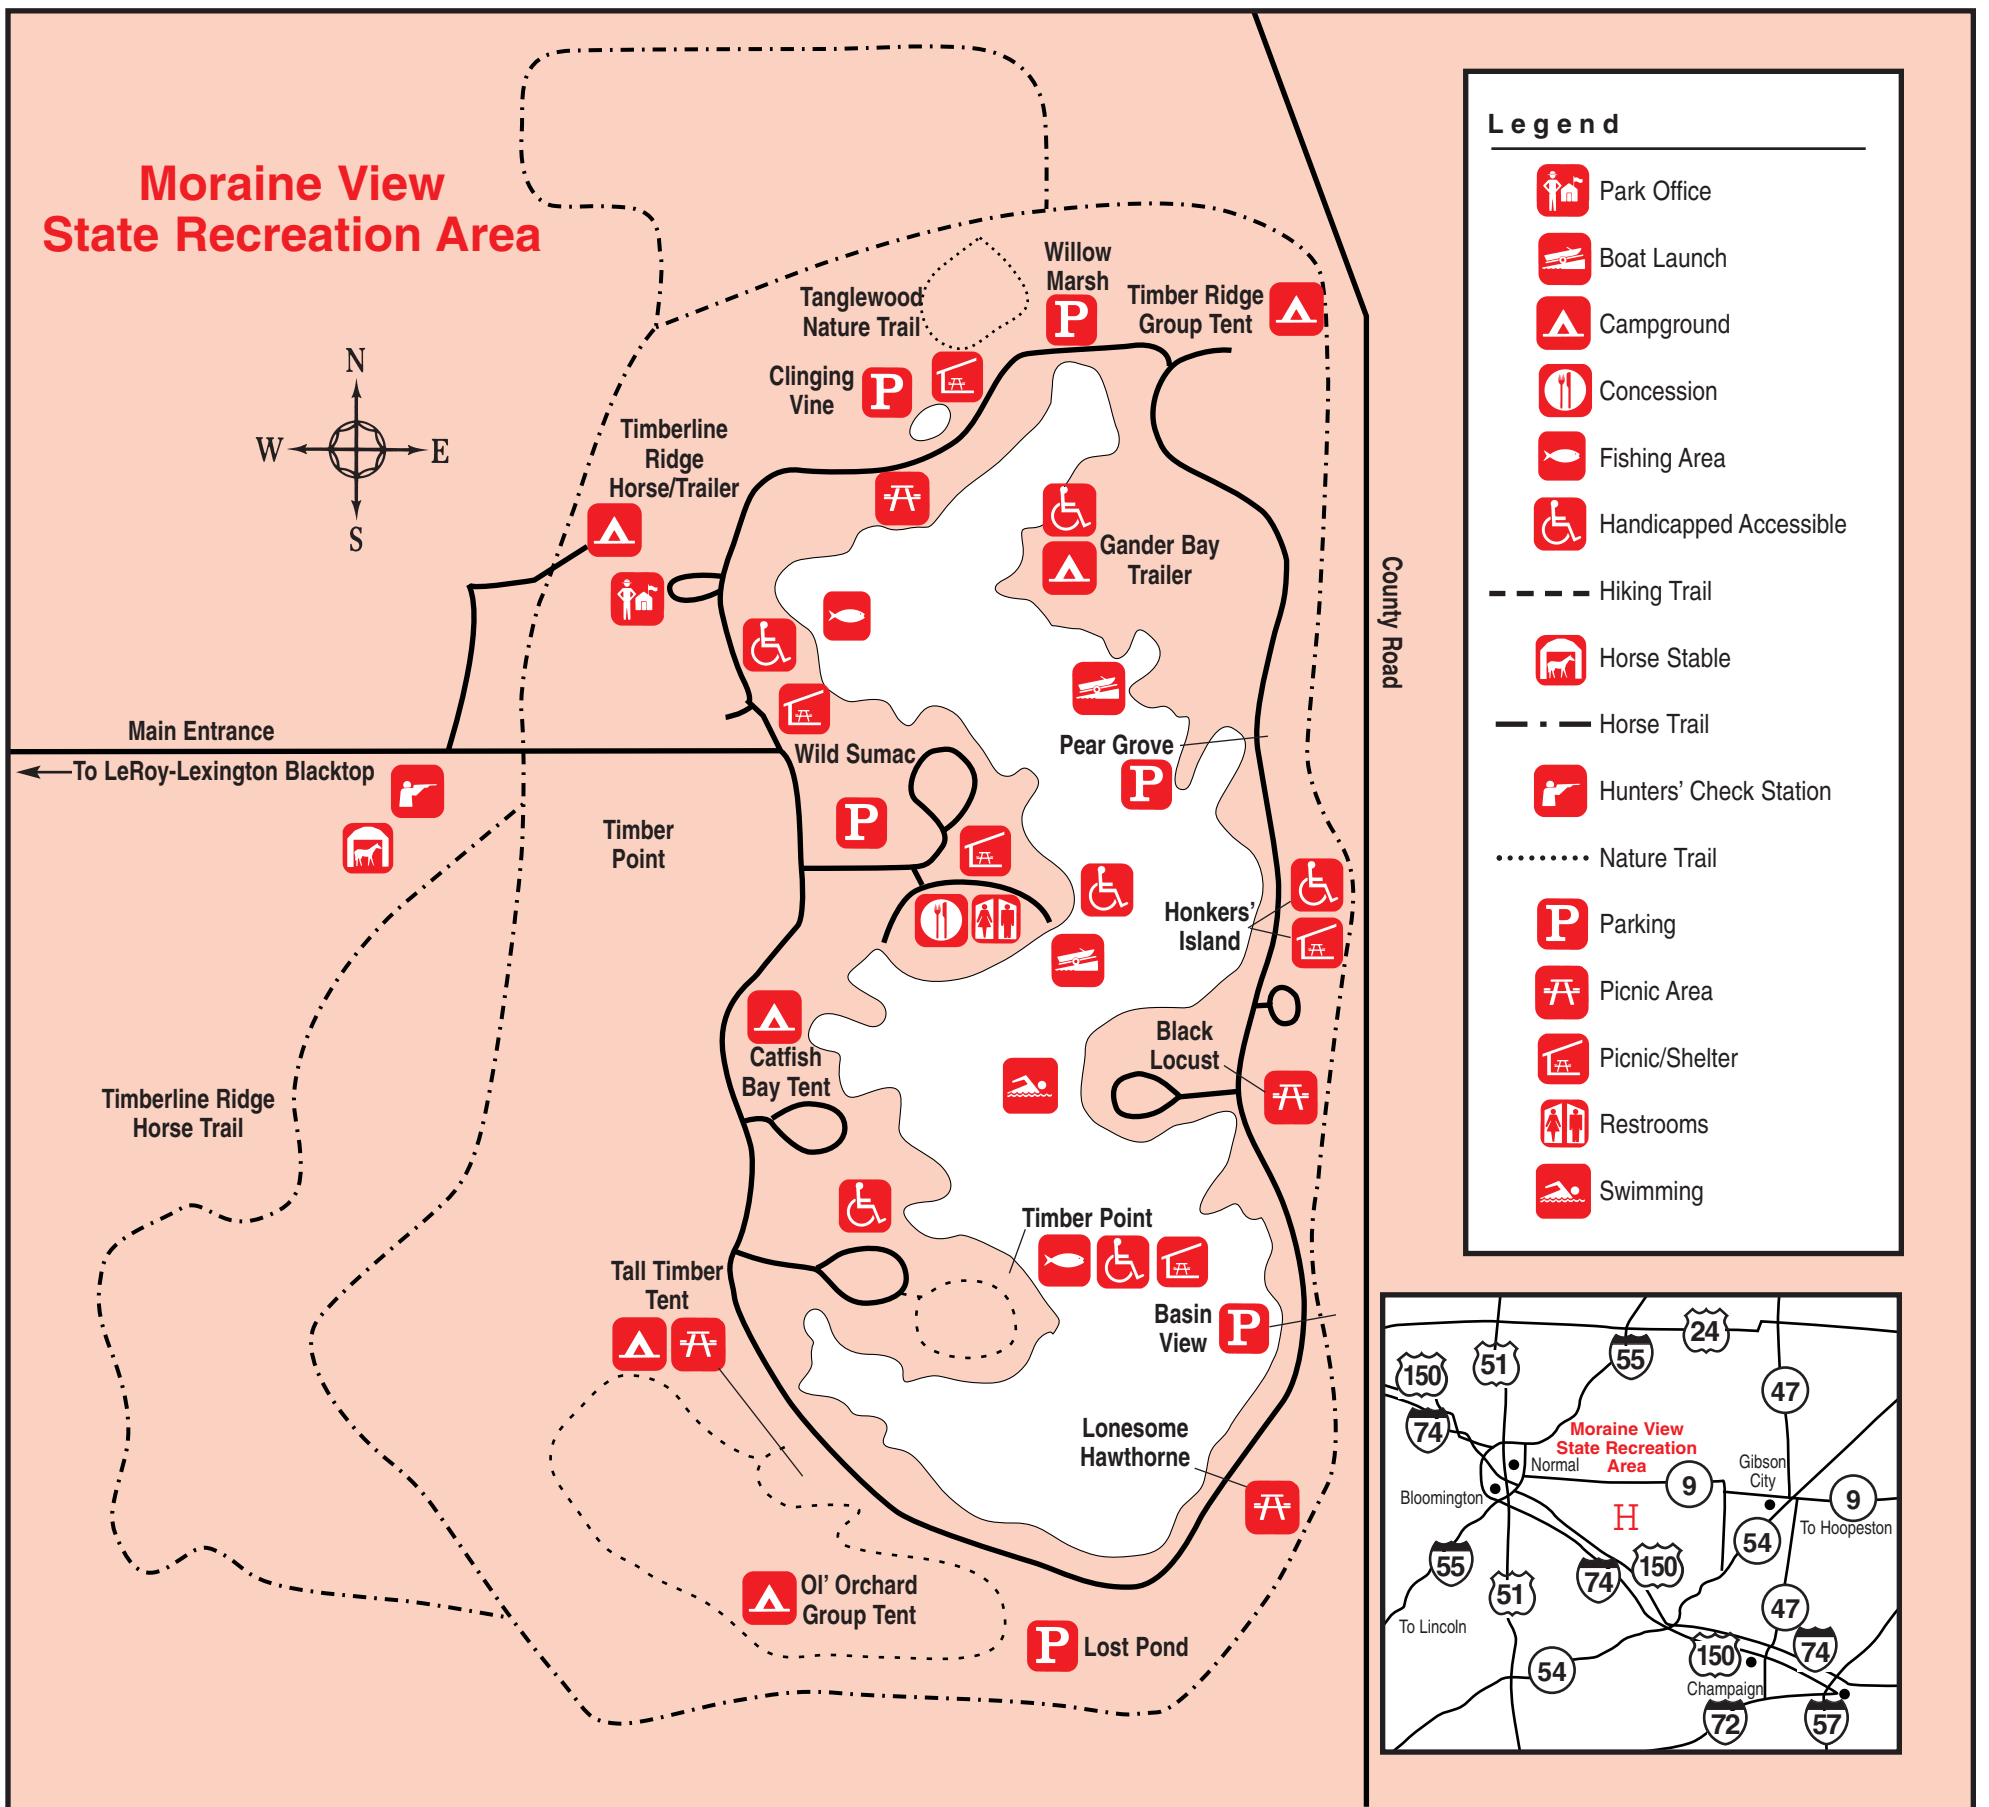 Moraine View
State Recreation Area
N
W
E
S
Willow
Marsh
Tanglewood
Nature Trail
P
Timber Ridge
Group Tent
Clinging
Vine
P
Timberline
Ridge
Horse/Trailer
Gander Bay
Trailer
County Road
Main Entrance
To LeRoy-Lexington Blacktop
Wild Sumac
P
Pear Grove
P
Timber
Point
Honkers'
Island
Black
Locust
Catfish
Bay Tent
Timberline Ridge
Horse Trail
Timber Point
Tall Timber
Tent
Basin
View
P
Lonesome
Hawthorne
Ol' Orchard
Group Tent
P
Lost Pond
Legend
Park Office
Boat Launch
Campground
Concession
Fishing Area
Handicapped Accessible
Hiking Trail
Horse Stable
Horse Trail
Hunters' Check Station
Nature Trail
P
Parking
Picnic Area
Picnic/Shelter
Restrooms
Swimming
24
55
51
150
47
74
Moraine View
State Recreation
Area
Normal
Gibson
City
9
9
Bloomington
H
To Hoopeston
54
55
150
74
51
47
To Lincoln
74
150
54
Champaign
72
57